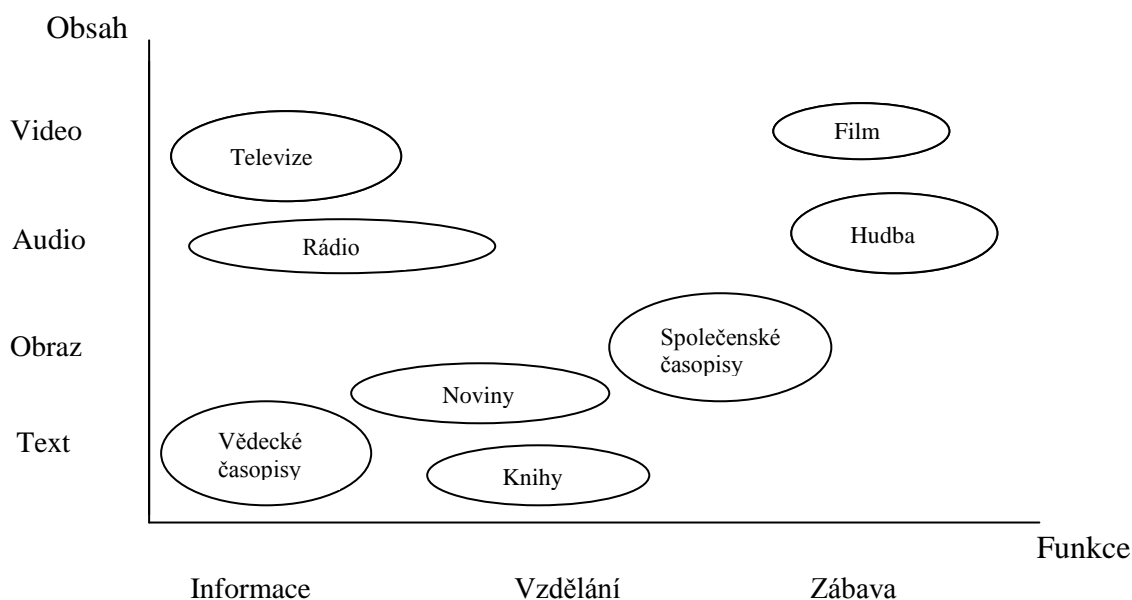 Obsah
Video
Televize
Film
Audio
Rádio
Hudba
Obraz
Společenské
časopisy
Noviny
Text
Vědecké
časopisy
Knihy
Funkce
Informace
Vzdělání
Zábava